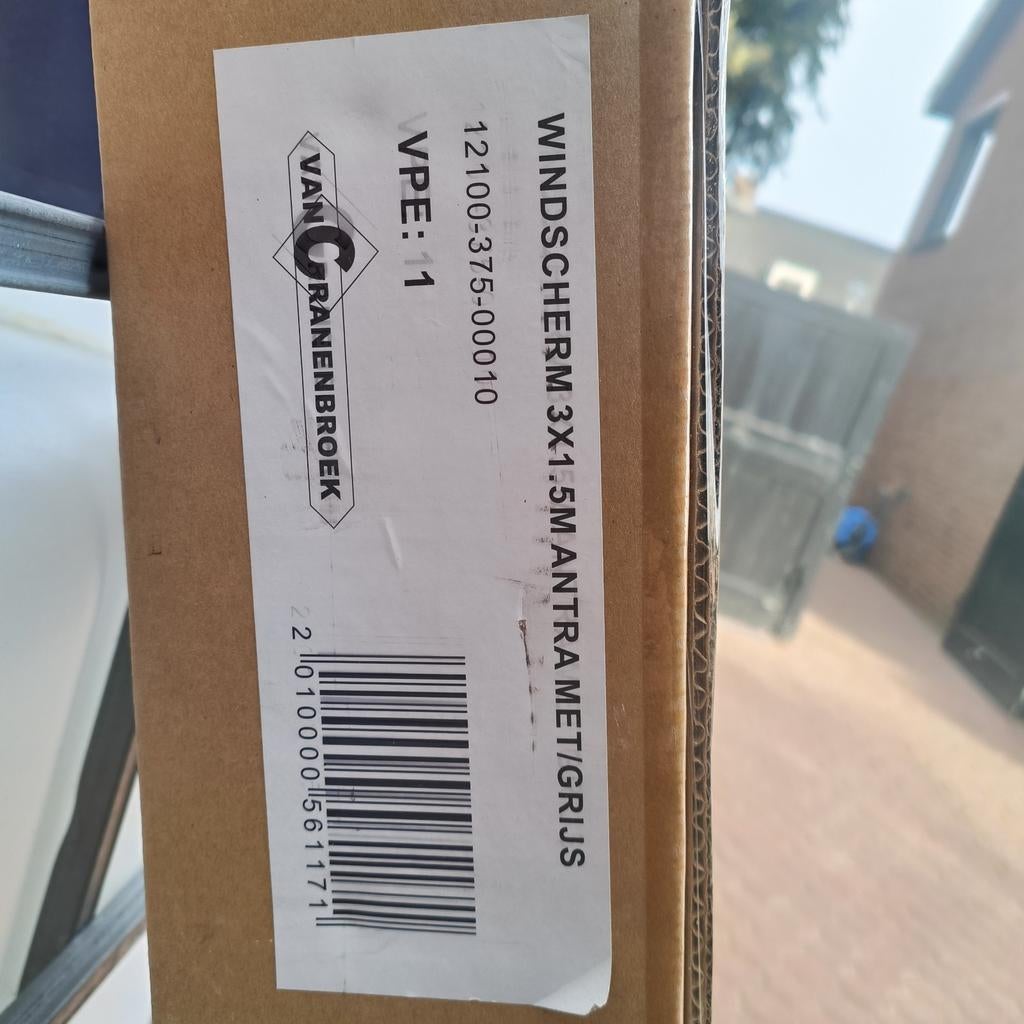 WINDSCHERM 3X1.5M ANTRA MET/GRIJS
12100-375-00010
VPE: 1
VAN CRANENBROEK
2 010000 561171